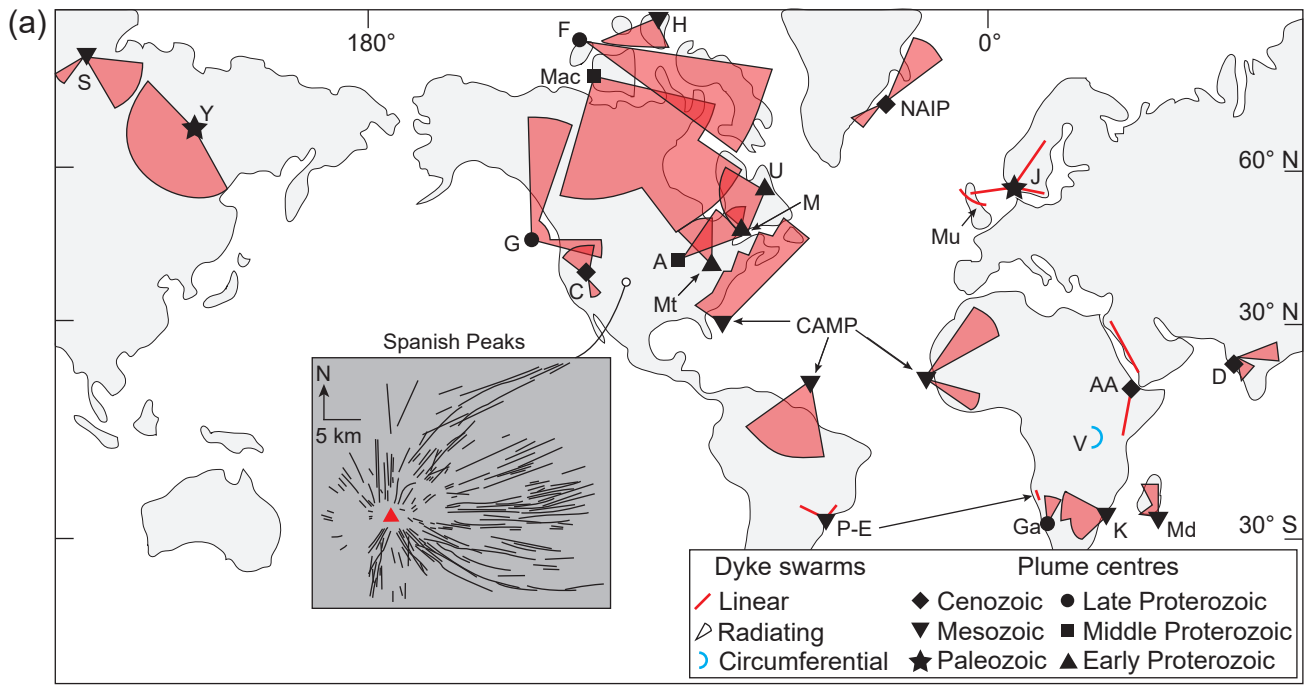 (a)
180°
0°
F
H
S
Mac
Y
NAIP
60° N
U
J
M
Mu
G
A
C
Mt
30° N
CAMP
Spanish Peaks
N
5 km
AA
D
V
P-E
Ga
K
Md
30° S
Dyke swarms
Linear
Radiating
Circumferential
Plume centres
Cenozoic
Mesozoic
Paleozoic
Late Proterozoic
Middle Proterozoic
Early Proterozoic